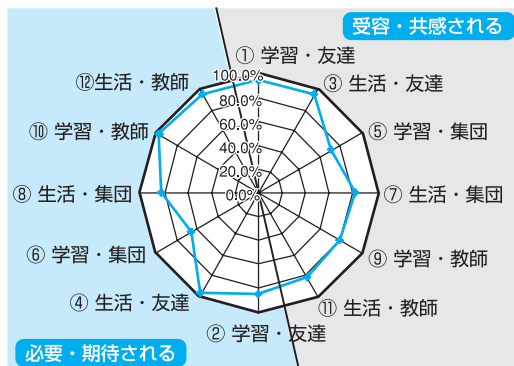 受容・共感される
① 学習・友達
③ 生活・友達
⑤ 学習・集団
⑦ 生活・集団
⑨ 学習・教師
⑪ 生活・教師
② 学習・友達
④ 生活・友達
⑥ 学習・集団
⑧ 生活・集団
⑩ 学習・教師
⑫生活・教師
100.0%
80.0%
60.0%
40.0%
20.0%
0.0%
必要・期待される